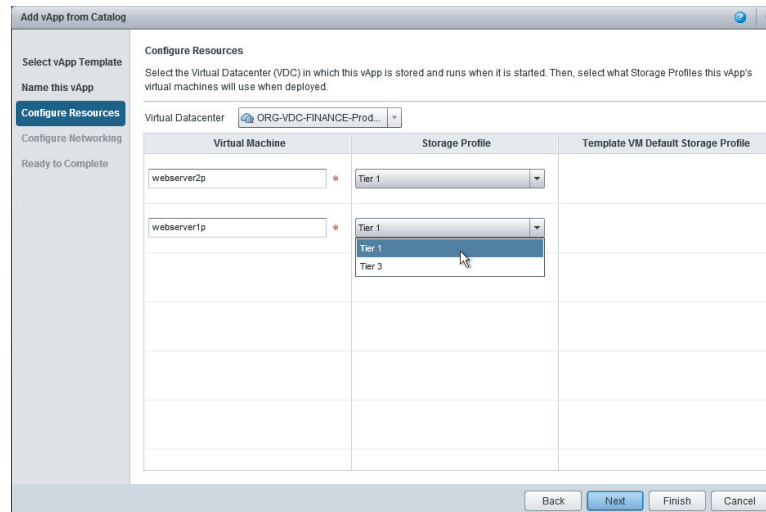 Add vApp from Catalog
?
Select vApp Template
Name this vApp
Configure Resources
Configure Networking
Ready to Complete
Configure Resources
Select the Virtual Datacenter (VDC) in which this vApp is stored and runs when it is started. Then, select what Storage Profiles this vApp's
virtual machines will use when deployed.
Virtual Datacenter ORG-VDC-FINANCE-Prod...
Virtual Machine Storage Profile Template VM Default Storage Profile
webserver2p * Tier 1
webserver1p * Tier 1
Tier 1
Tier 3
Back Next Finish Cancel